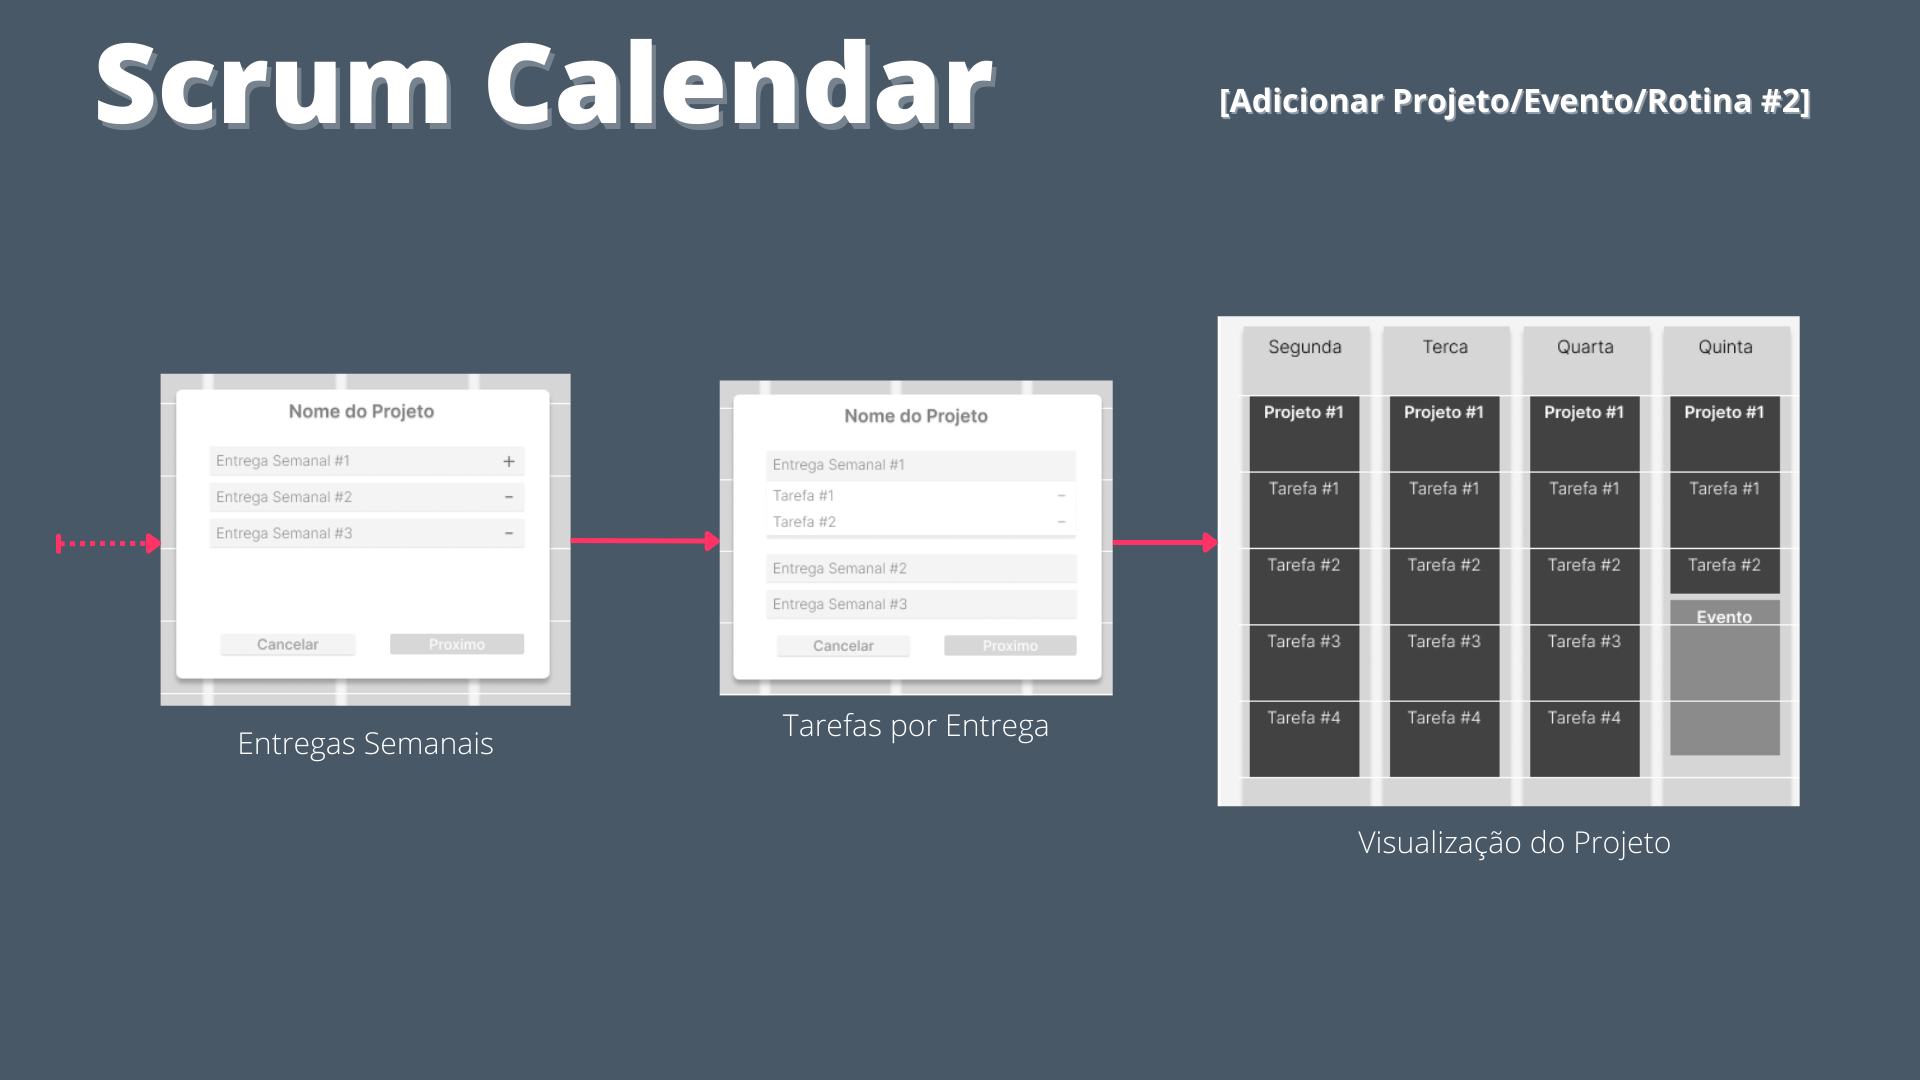 Scrum Calendar
[Adicionar Projeto/Evento/Rotina #2]
Nome do Projeto
Entrega Semanal #1 +
Entrega Semanal #2 -
Entrega Semanal #3 -
Cancelar Proximo
Entregas Semanais
Nome do Projeto
Entrega Semanal #1
Tarefa #1 -
Tarefa #2 -
Entrega Semanal #2
Entrega Semanal #3
Cancelar Proximo
Tarefas por Entrega
Segunda Terca Quarta Quinta
Projeto #1 Projeto #1 Projeto #1 Projeto #1
Tarefa #1 Tarefa #1 Tarefa #1 Tarefa #1
Tarefa #2 Tarefa #2 Tarefa #2 Tarefa #2
Evento
Tarefa #3 Tarefa #3 Tarefa #3
Tarefa #4 Tarefa #4 Tarefa #4
Visualização do Projeto